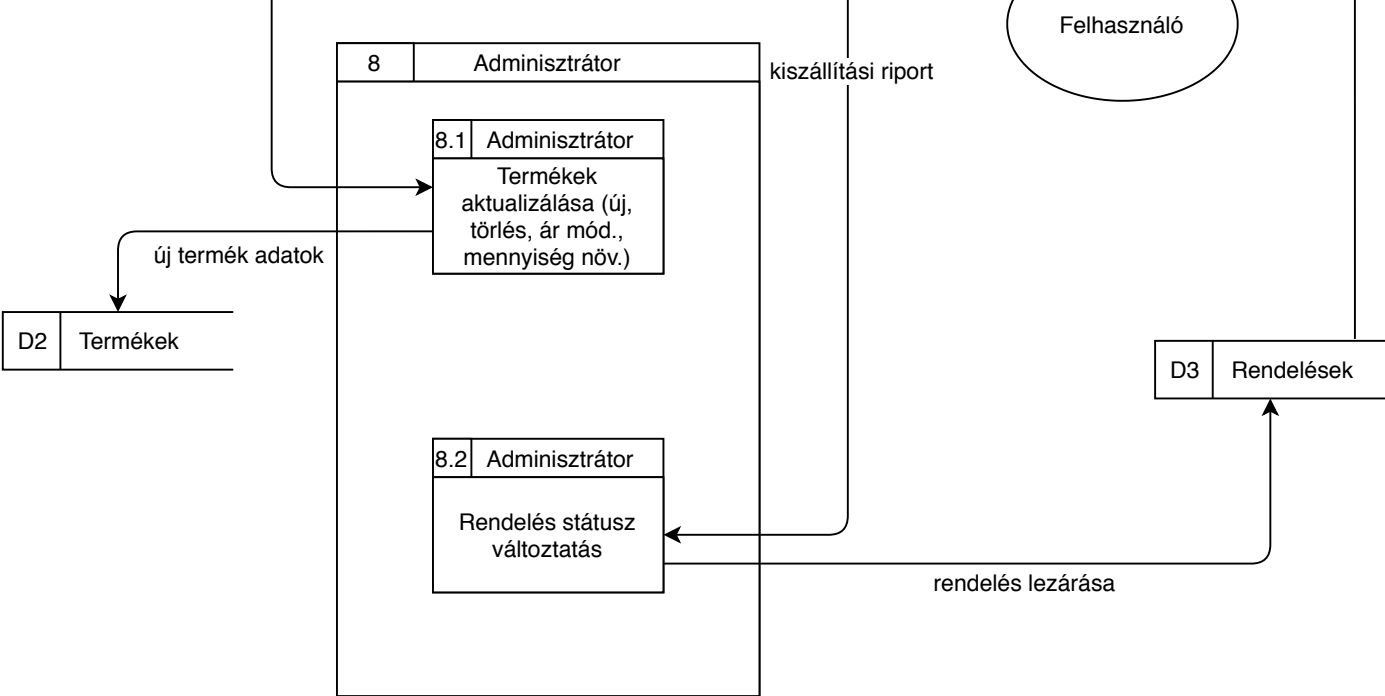 Felhasználó
8 Adminisztrátor
kiszállítási riport
8.1 Adminisztrátor
Termékek
aktualizálása (új,
törlés, ár mód.,
mennyiség növ.)
új termék adatok
D2 Termékek
D3 Rendelések
8.2 Adminisztrátor
Rendelés státusz
változtatás
rendelés lezárása